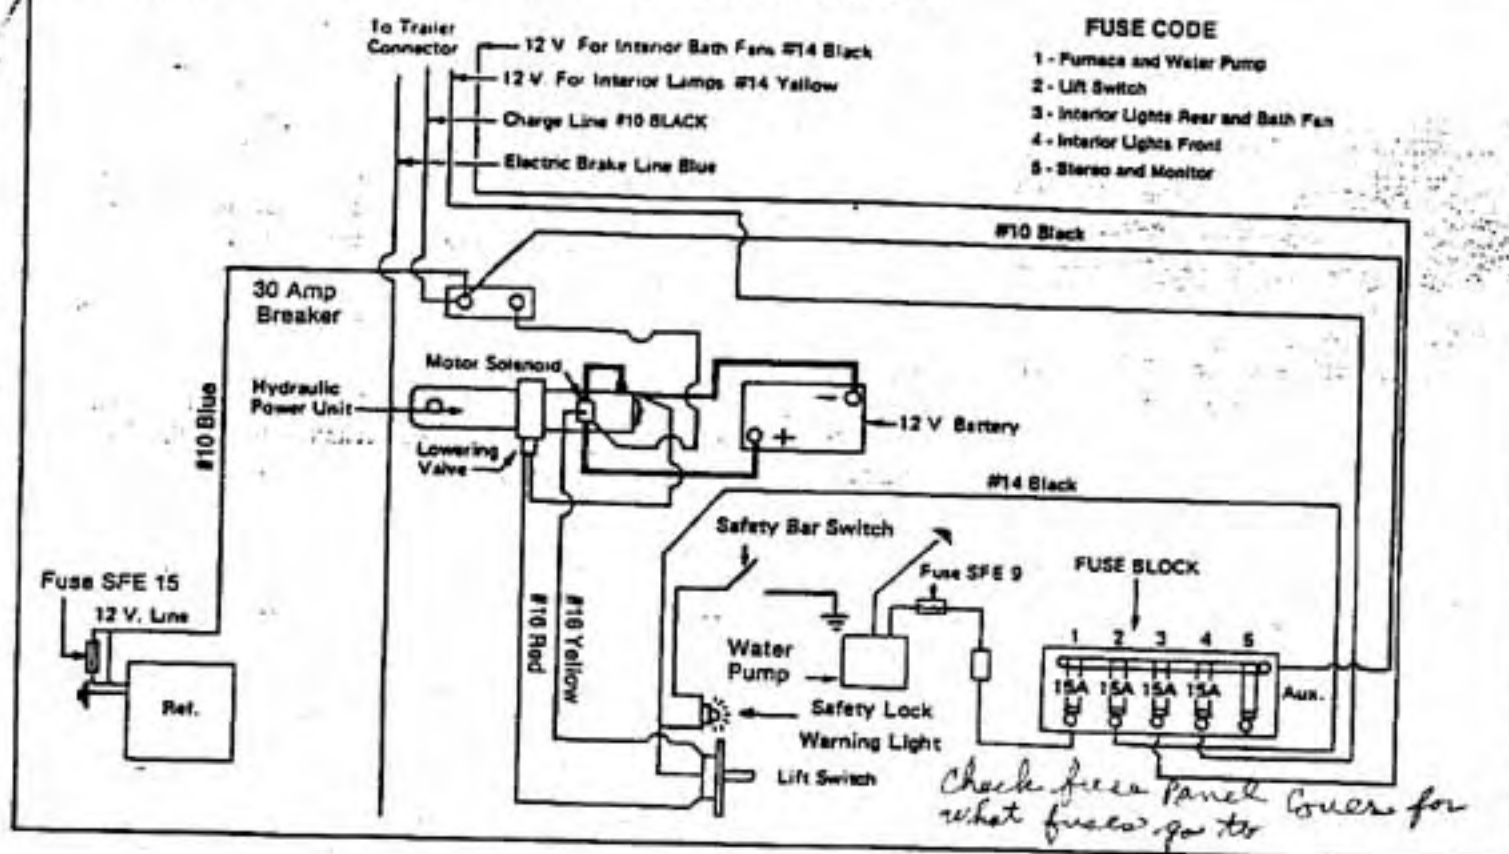 To Trailer
Connector
12 V For Interior Bath Fans #14 Black
12 V. For Interior Lamps #14 Yellow
Charge Line #10 BLACK
Electric Brake Line Blue
FUSE CODE
1 - Furnace and Water Pump
2 - Lift Switch
3 - Interior Lights Rear and Bath Fan
4 - Interior Lights Front
5 - Stereo and Monitor
#10 Black
30 Amp
Breaker
Motor Solenoid
Hydraulic
Power Unit
#10 Blue
12 V Battery
Lowering
Valve
#14 Black
Safety Bar Switch
Fuse SFE 9
FUSE BLOCK
Fuse SFE 15
12 V. Line
#16 Red
#16 Yellow
Water
Pump
1 2 3 4 5
15A 15A 15A 15A
Aux.
Ref.
Safety Lock
Warning Light
Lift Switch
Check fuse Panel Cover for
what fuses go to